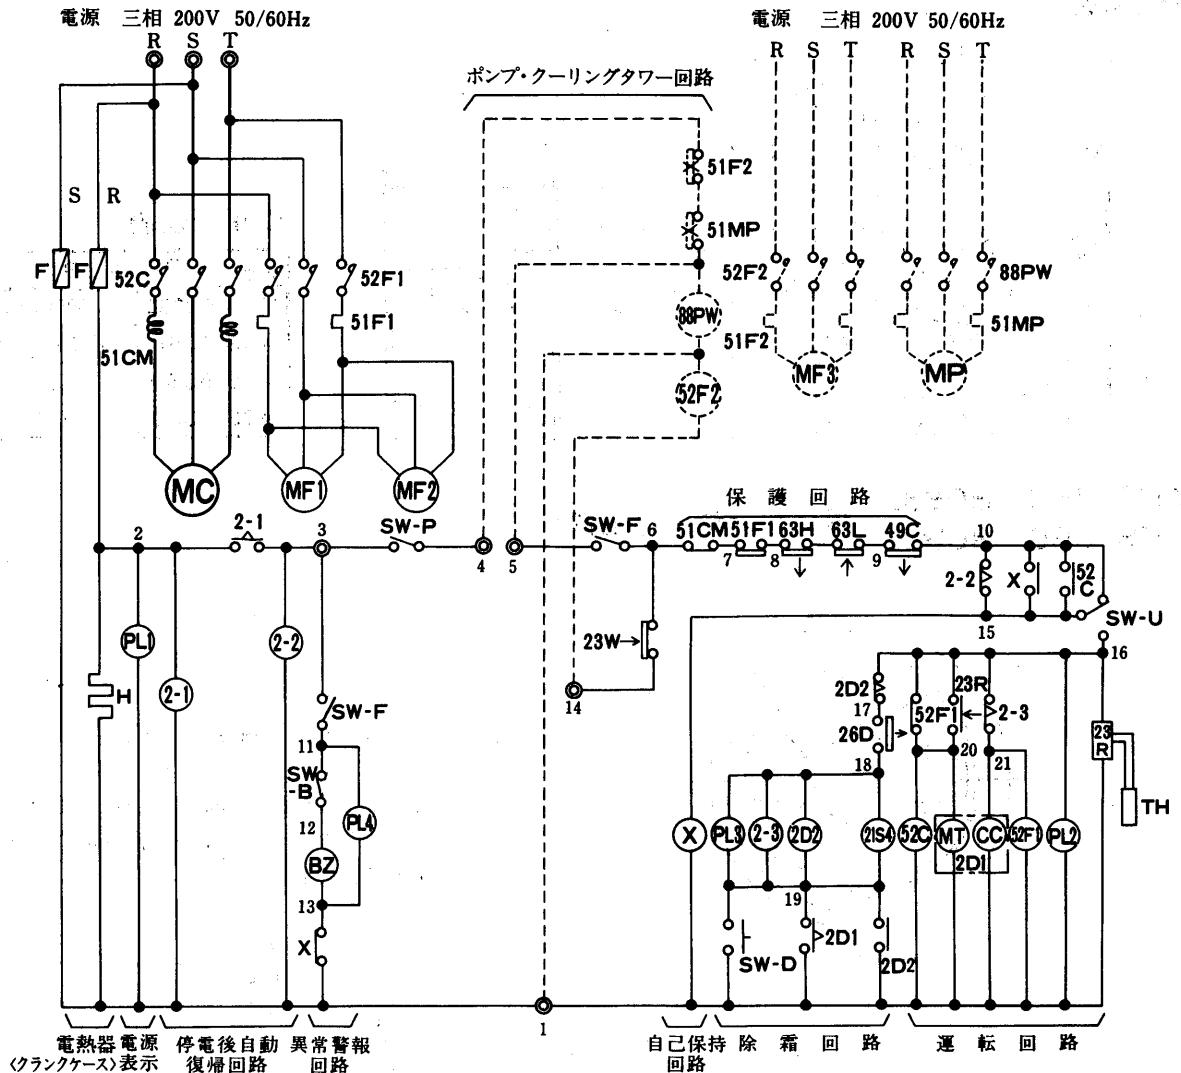 電源 三相 200V 50/60Hz
R S T
電源 三相 200V 50/60Hz
R S T R S T
ポンプ・クーリングタワー回路
51F2
51MP
S R
F F 52C 52F1
52F2 88PW
88PW
51CM 51F1
51F2 51MP
52F2
MF3 MP
MC MF1 MF2
保護回路
2 2-1 3 SW-P 4 5 SW-F 6 51CM 51F1 63H 63L 49C 10
7 8 9
2-2 X 52C
15 SW-U
PL1 2-2 23W 16
H 2-1
14
SW-F
2D2 23R
17 52F1 2-3
26D 23R
11 18 20 21
SW-B
TH
12 PL4
X PL3 2-3 2D2 21S4 52C MT CC 52F1 PL2
BZ 2D1
13 19
X SW-D 2D1 2D2
1
電熱器
〈クランクケース〉
電源
表示
停電後自動
復帰回路
異常警報
回路
自己保持
回路
除霜回路
運転回路